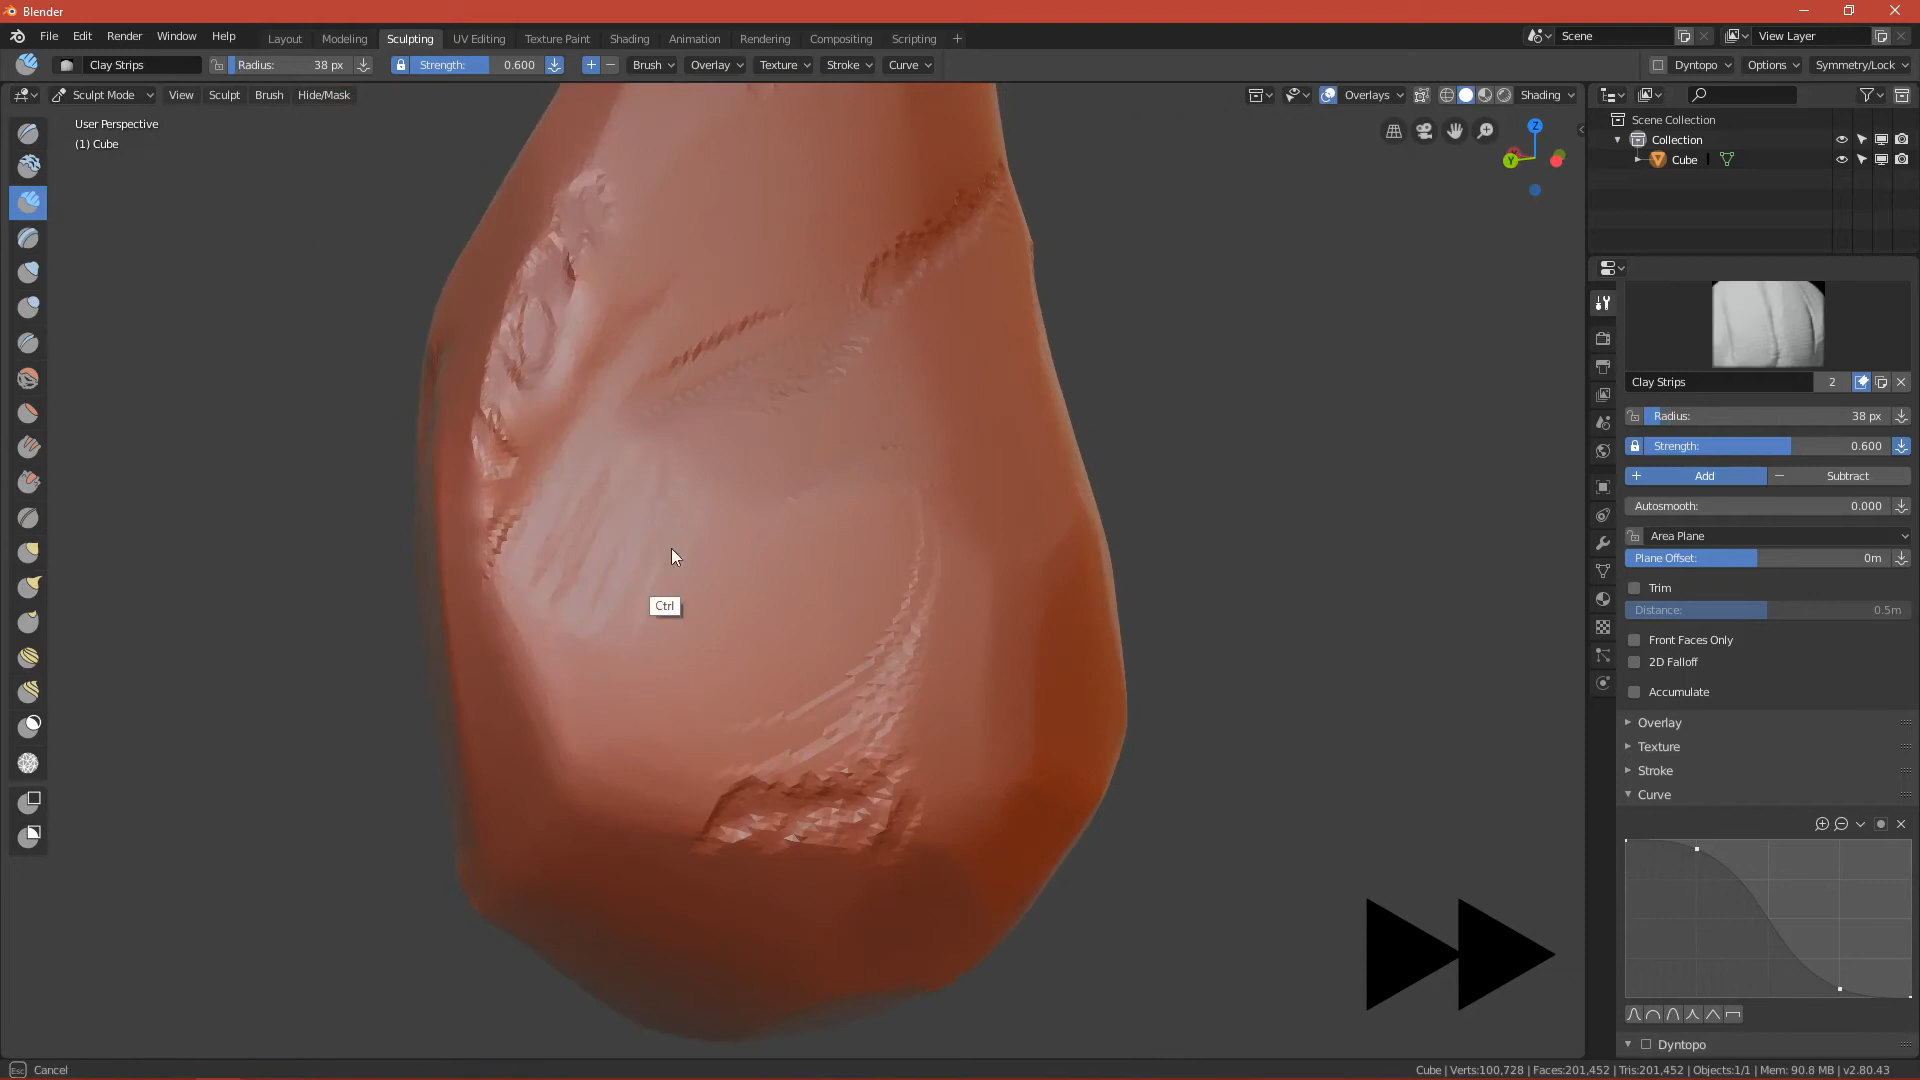 Blender
File Edit Render Window Help Layout Modeling Sculpting UV Editing Texture Paint Shading Animation Rendering Compositing Scripting + Scene View Layer
Clay Strips Radius: 38 px Strength: 0.600 Brush Overlay Texture Stroke Curve Dyntopo Options Symmetry/Lock
Sculpt Mode View Sculpt Brush Hide/Mask Overlays Shading
User Perspective
(1) Cube
Z
Y
Scene Collection
Collection
Cube
Clay Strips 2
Radius: 38 px
Strength: 0.600
Add Subtract
Autosmooth: 0.000
Area Plane
Plane Offset: 0m
Trim
Distance: 0.5m
Front Faces Only
2D Falloff
Accumulate
Overlay
Texture
Stroke
Curve
Dyntopo
Ctrl
Esc Cancel
Cube | Verts:100,728 | Faces:201,452 | Tris:201,452 | Objects:1/1 | Mem: 90.8 MB | v2.80.43